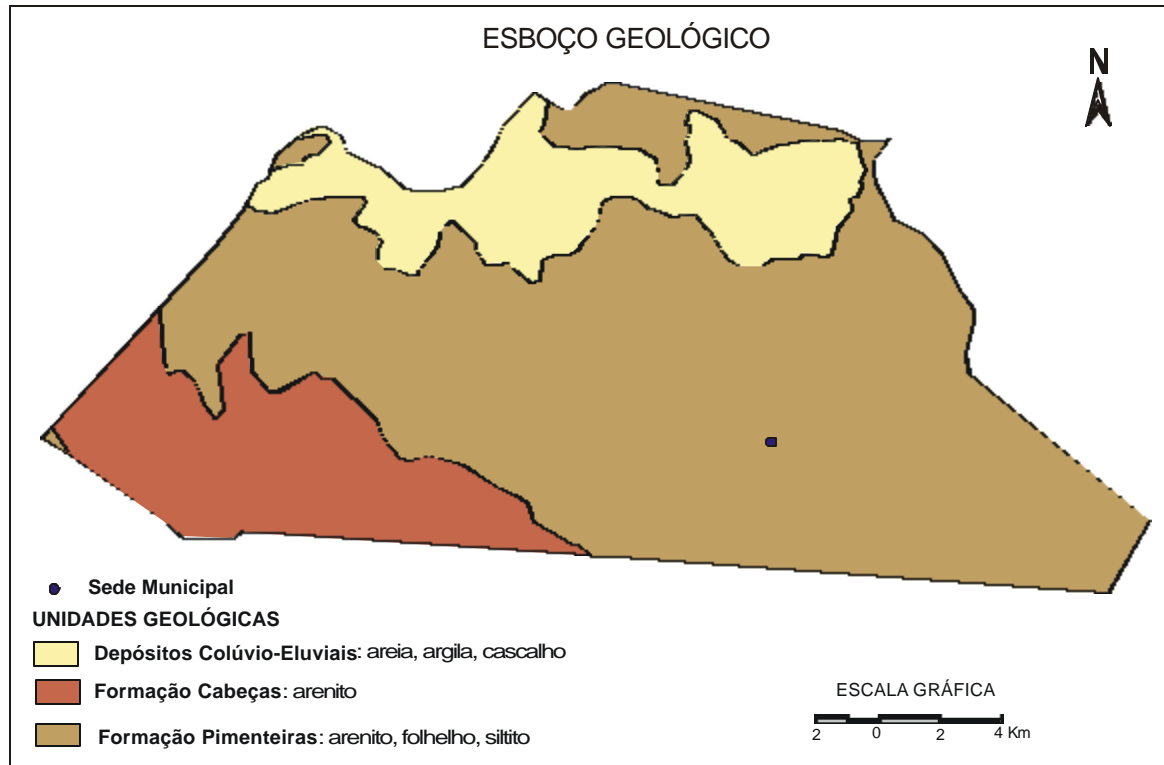 ESBOÇO GEOLÓGICO
N
Sede Municipal
UNIDADES GEOLÓGICAS
Depósitos Colúvio-Eluviais: areia, argila, cascalho
Formação Cabeças: arenito
Formação Pimenteiras: arenito, folhelho, siltito
ESCALA GRÁFICA
2 0 2 4 Km